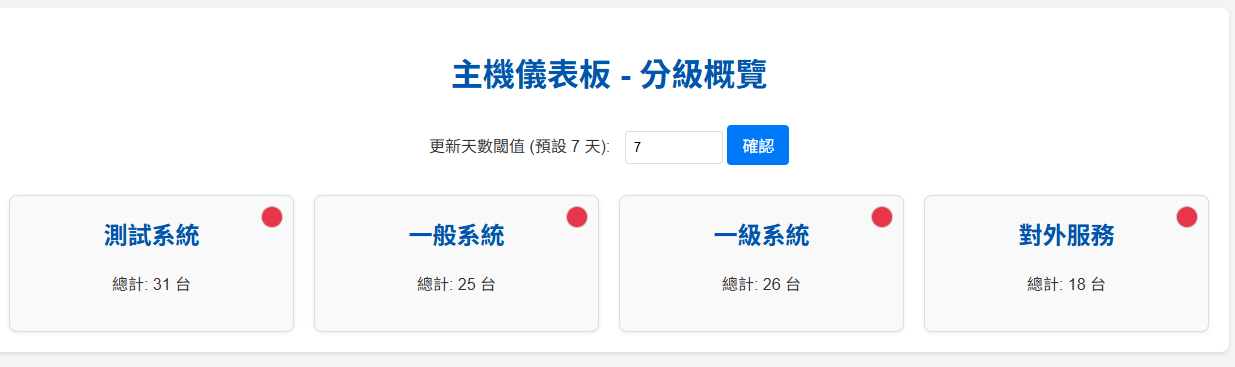 主機儀表板 - 分級概覽
更新天數閾值 (預設 7 天): 7 確認
測試系統
總計: 31 台
一般系統
總計: 25 台
一級系統
總計: 26 台
對外服務
總計: 18 台